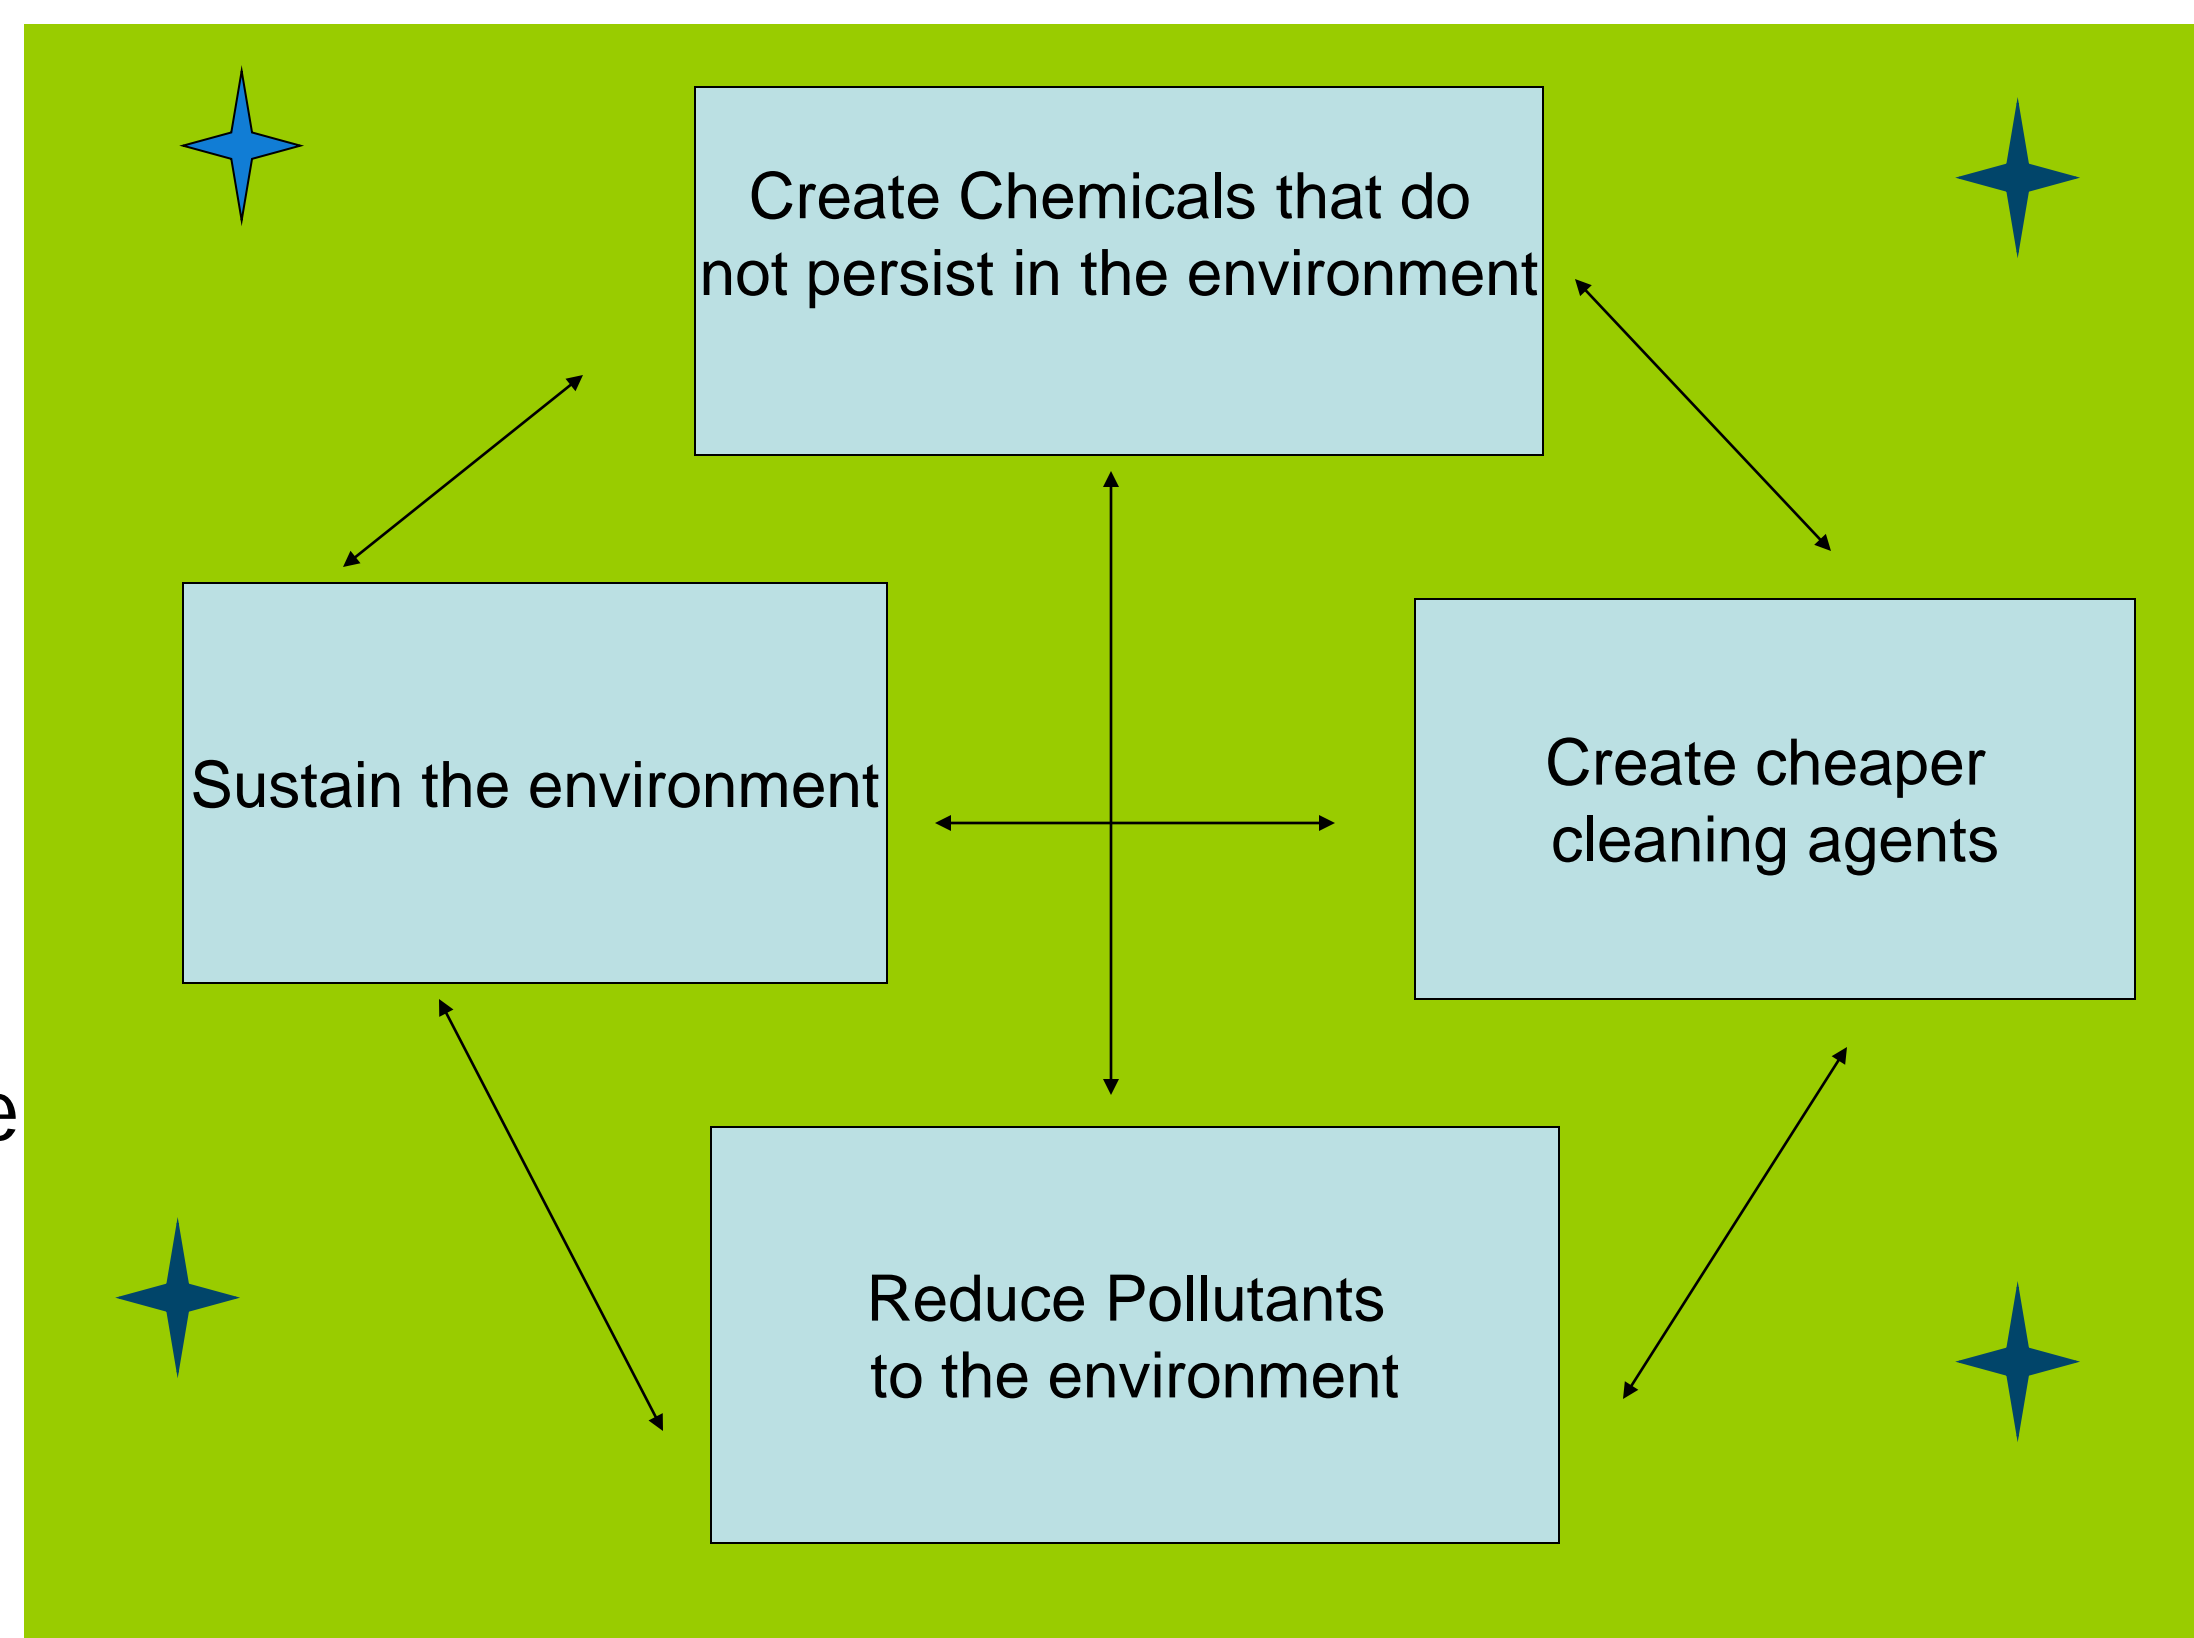 Create Chemicals that do
not persist in the environment
Sustain the environment
Create cheaper
cleaning agents
e
Reduce Pollutants
to the environment